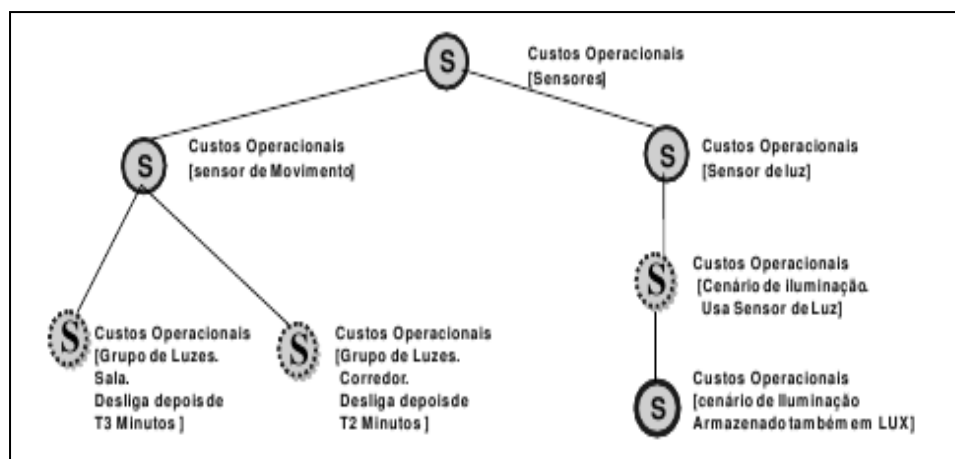 S
Custos Operacionais
[Sensores]
S
Custos Operacionais
[sensor de Movimento]
S
Custos Operacionais
[Sensor de luz]
S
Custos Operacionais
[Cenário de iluminação.
Usa Sensor de Luz]
S
Custos Operacionais
[Grupo de Luzes.
Sala.
Desliga depois de
T3 Minutos ]
S
Custos Operacionais
[Grupo de Luzes.
Corredor.
Desliga depois de
T2 Minutos ]
S
Custos Operacionais
[cenário de Iluminação
Armazenado também em LUX]